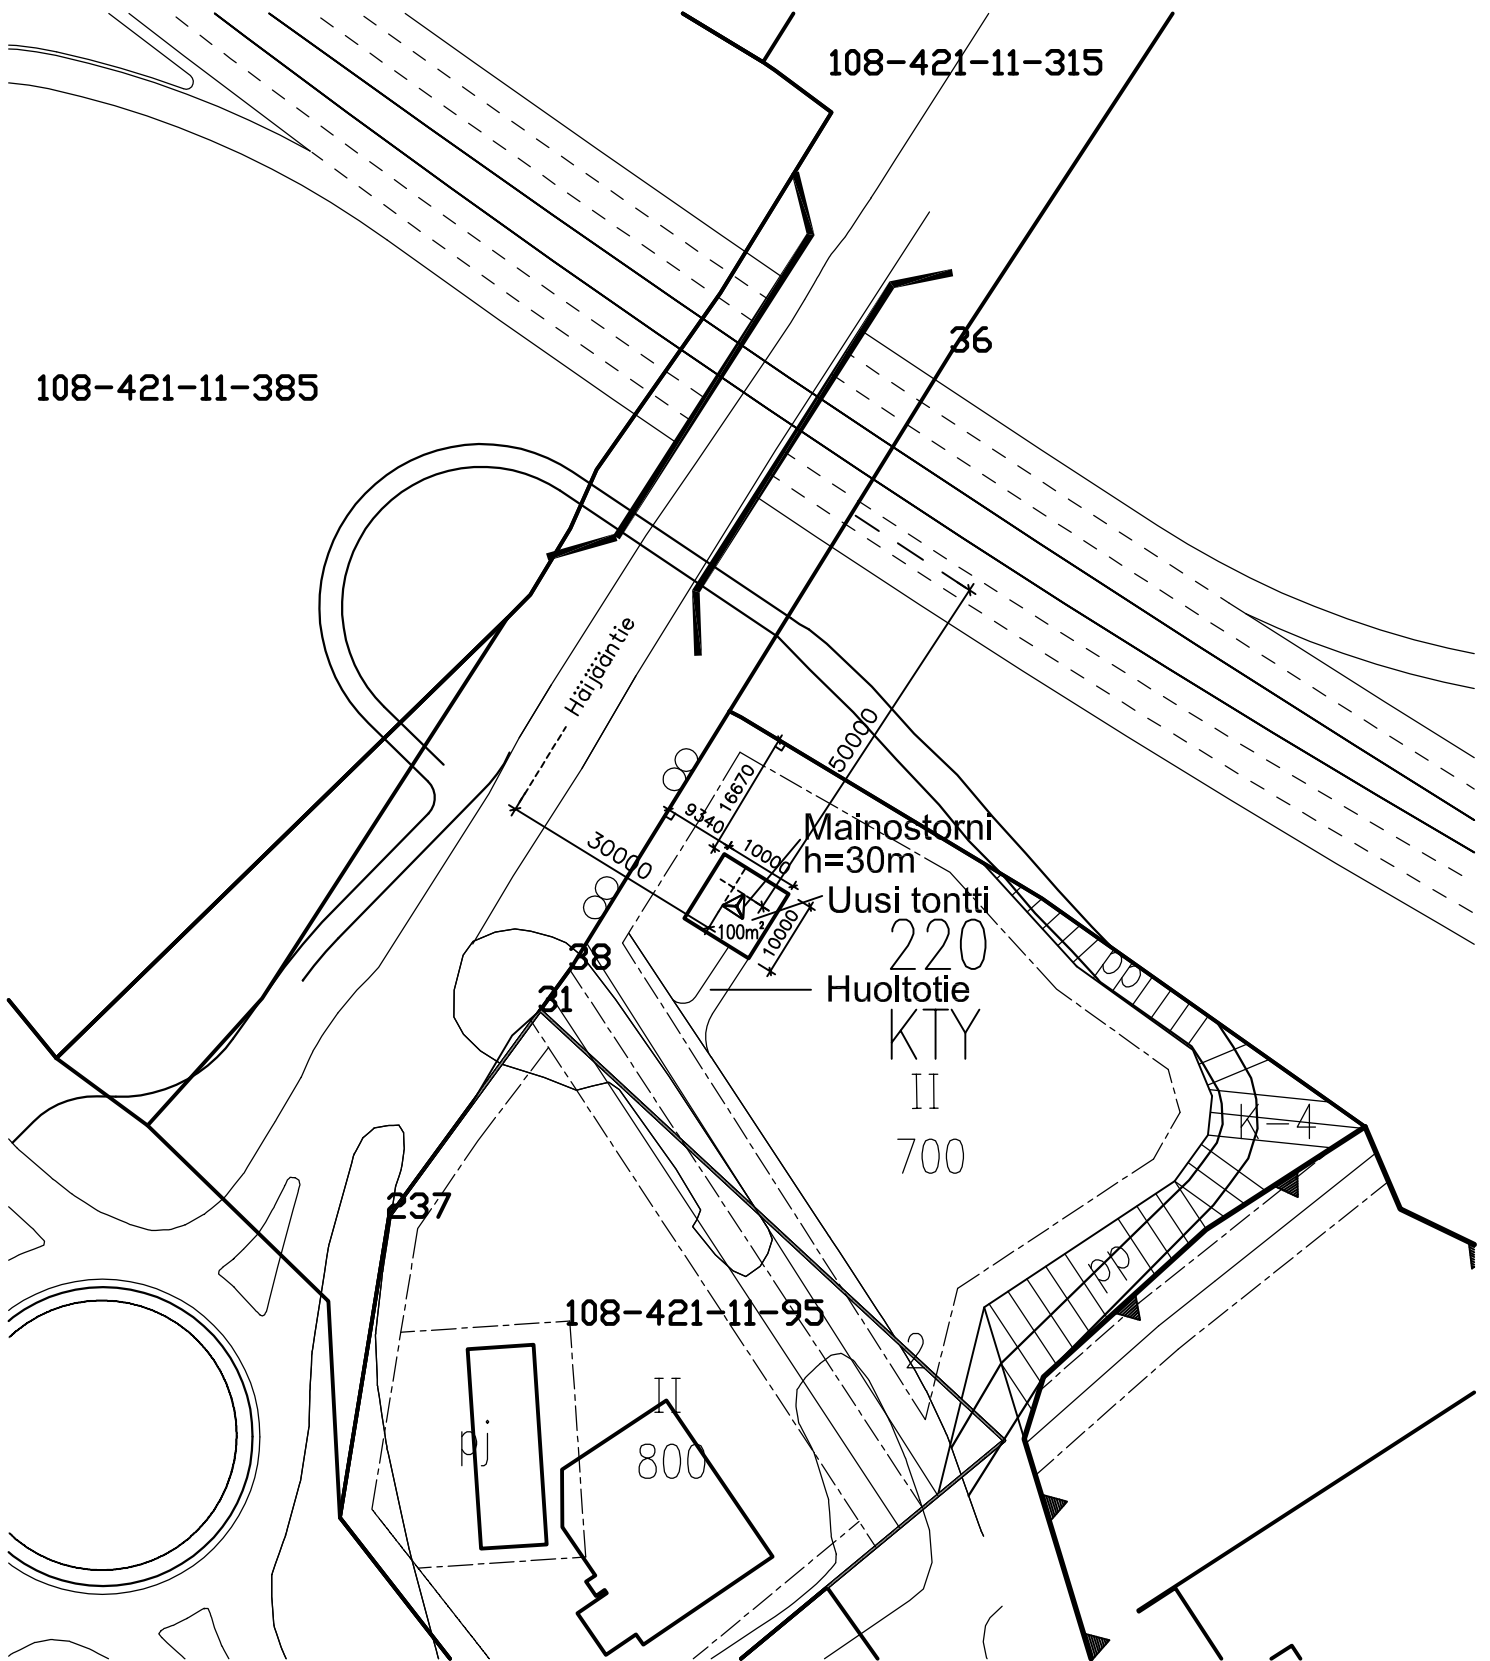 108-421-11-315
36
108-421-11-385
Häijääntie
50000
16670
9340
10000
30000
Mainostorni
h=30m
Uusi tontti
100m²
10000
220
38
pp
Huoltotie
31
KTY
II
K-4
700
237
pp
108-421-11-95
2
II
pj
800